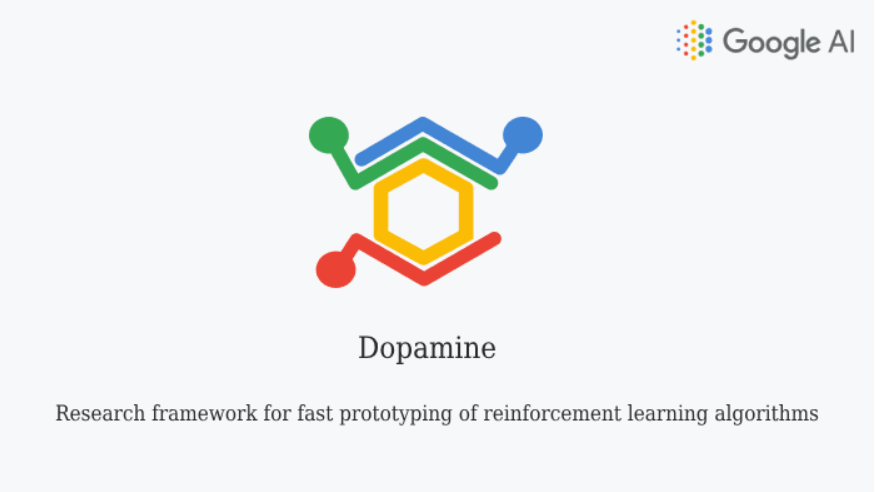 Google AI
Dopamine
Research framework for fast prototyping of reinforcement learning algorithms